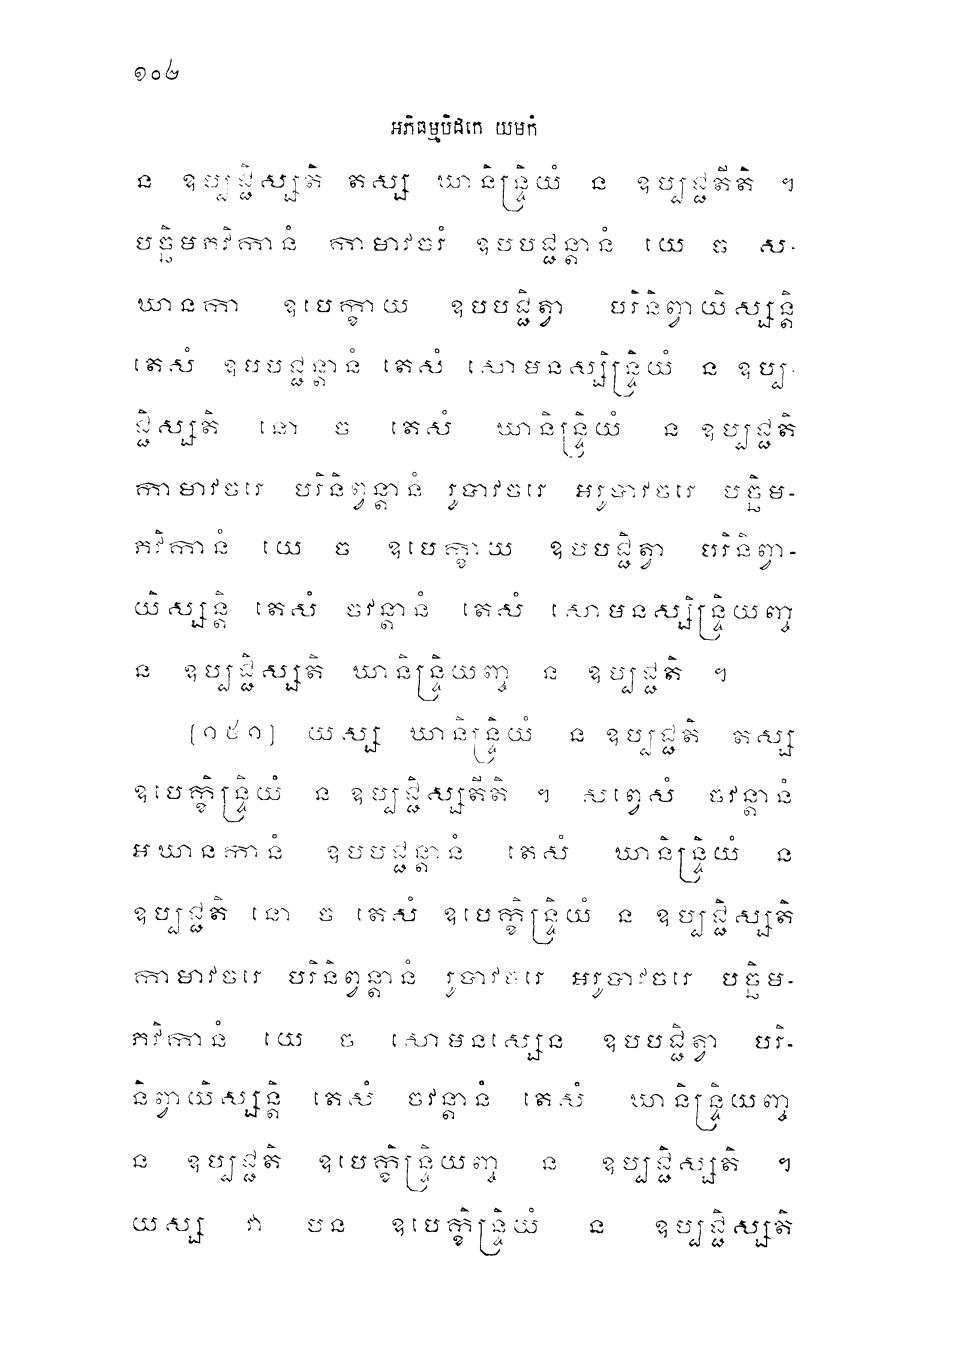 ១០៤
អភិធម្មបិដកេ យមកំ
ន ឧប្បជ្ជិស្សតិ តស្ស ឃានិន្ទ្រិយំ ន ឧប្បជ្ជតីតិ ។
បច្ឆិមភវិកានំ កាមាវចរំ ឧបបជ្ជន្តានំ យេ ច ស-
ឃានកា ឧបេក្ខាយ ឧបបជ្ជិត្វា បរិនិព្វាយិស្សន្តិ
តេសំ ឧបបជ្ជន្តានំ តេសំ សោមនស្សិន្ទ្រិយំ ន ឧប្ប-
ជ្ជិស្សតិ នោ ច តេសំ ឃានិន្ទ្រិយំ ន ឧប្បជ្ជតិ
កាមាវចរេ បរិនិព្វន្តានំ រូបាវចរេ អរូបាវចរេ បច្ឆិម-
ភវិកានំ យេ ច ឧបេក្ខាយ ឧបបជ្ជិត្វា បរិនិព្វា-
យិស្សន្តិ តេសំ ចវន្តានំ តេសំ សោមនស្សិន្ទ្រិយញ្ច
ន ឧប្បជ្ជិស្សតិ ឃានិន្ទ្រិយញ្ច ន ឧប្បជ្ជតិ ។
[១៥១] យស្ស ឃានិន្ទ្រិយំ ន ឧប្បជ្ជតិ តស្ស
ឧបេក្ខិន្ទ្រិយំ ន ឧប្បជ្ជិស្សតីតិ ។ សព្វេសំ ចវន្តានំ
អឃានកានំ ឧបបជ្ជន្តានំ តេសំ ឃានិន្ទ្រិយំ ន
ឧប្បជ្ជតិ នោ ច តេសំ ឧបេក្ខិន្ទ្រិយំ ន ឧប្បជ្ជិស្សតិ
កាមាវចរេ បរិនិព្វន្តានំ រូបាវចរេ អរូបាវចរេ បច្ឆិម-
ភវិកានំ យេ ច សោមនស្សេន ឧបបជ្ជិត្វា បរិ-
និព្វាយិស្សន្តិ តេសំ ចវន្តានំ តេសំ ឃានិន្ទ្រិយញ្ច
ន ឧប្បជ្ជតិ ឧបេក្ខិន្ទ្រិយញ្ច ន ឧប្បជ្ជិស្សតិ ។
យស្ស វា បន ឧបេក្ខិន្ទ្រិយំ ន ឧប្បជ្ជិស្សតិ